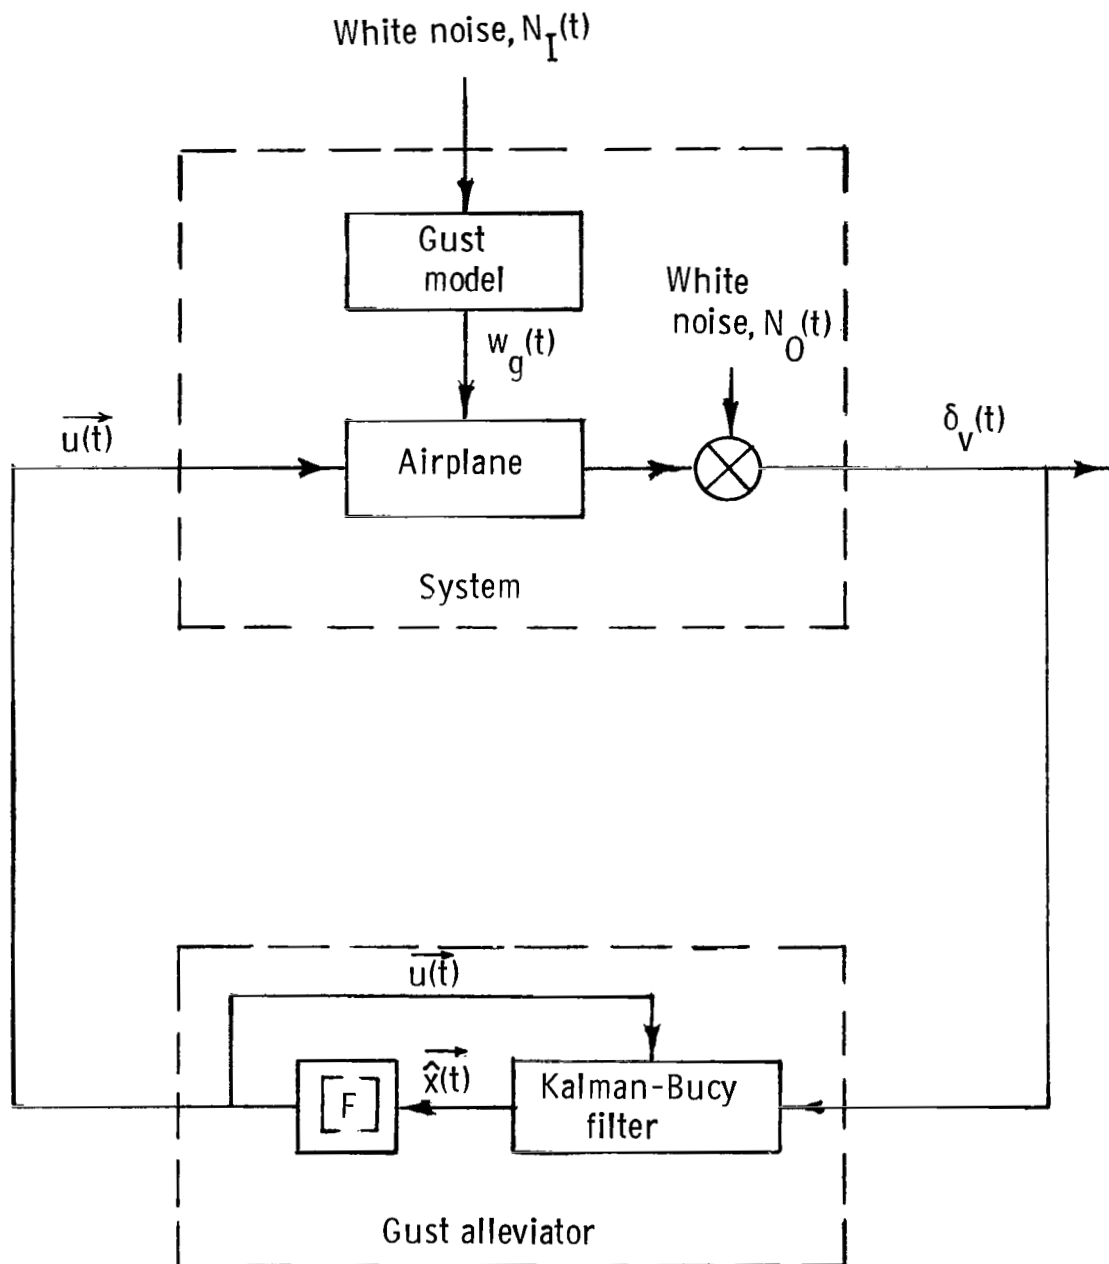 White noise, N_I(t)
Gust
model
White
noise, N_O(t)
w_g(t)
u(t)
Airplane
δ_v(t)
System
u(t)
x̂(t)
[F]
Kalman-Bucy
filter
Gust alleviator